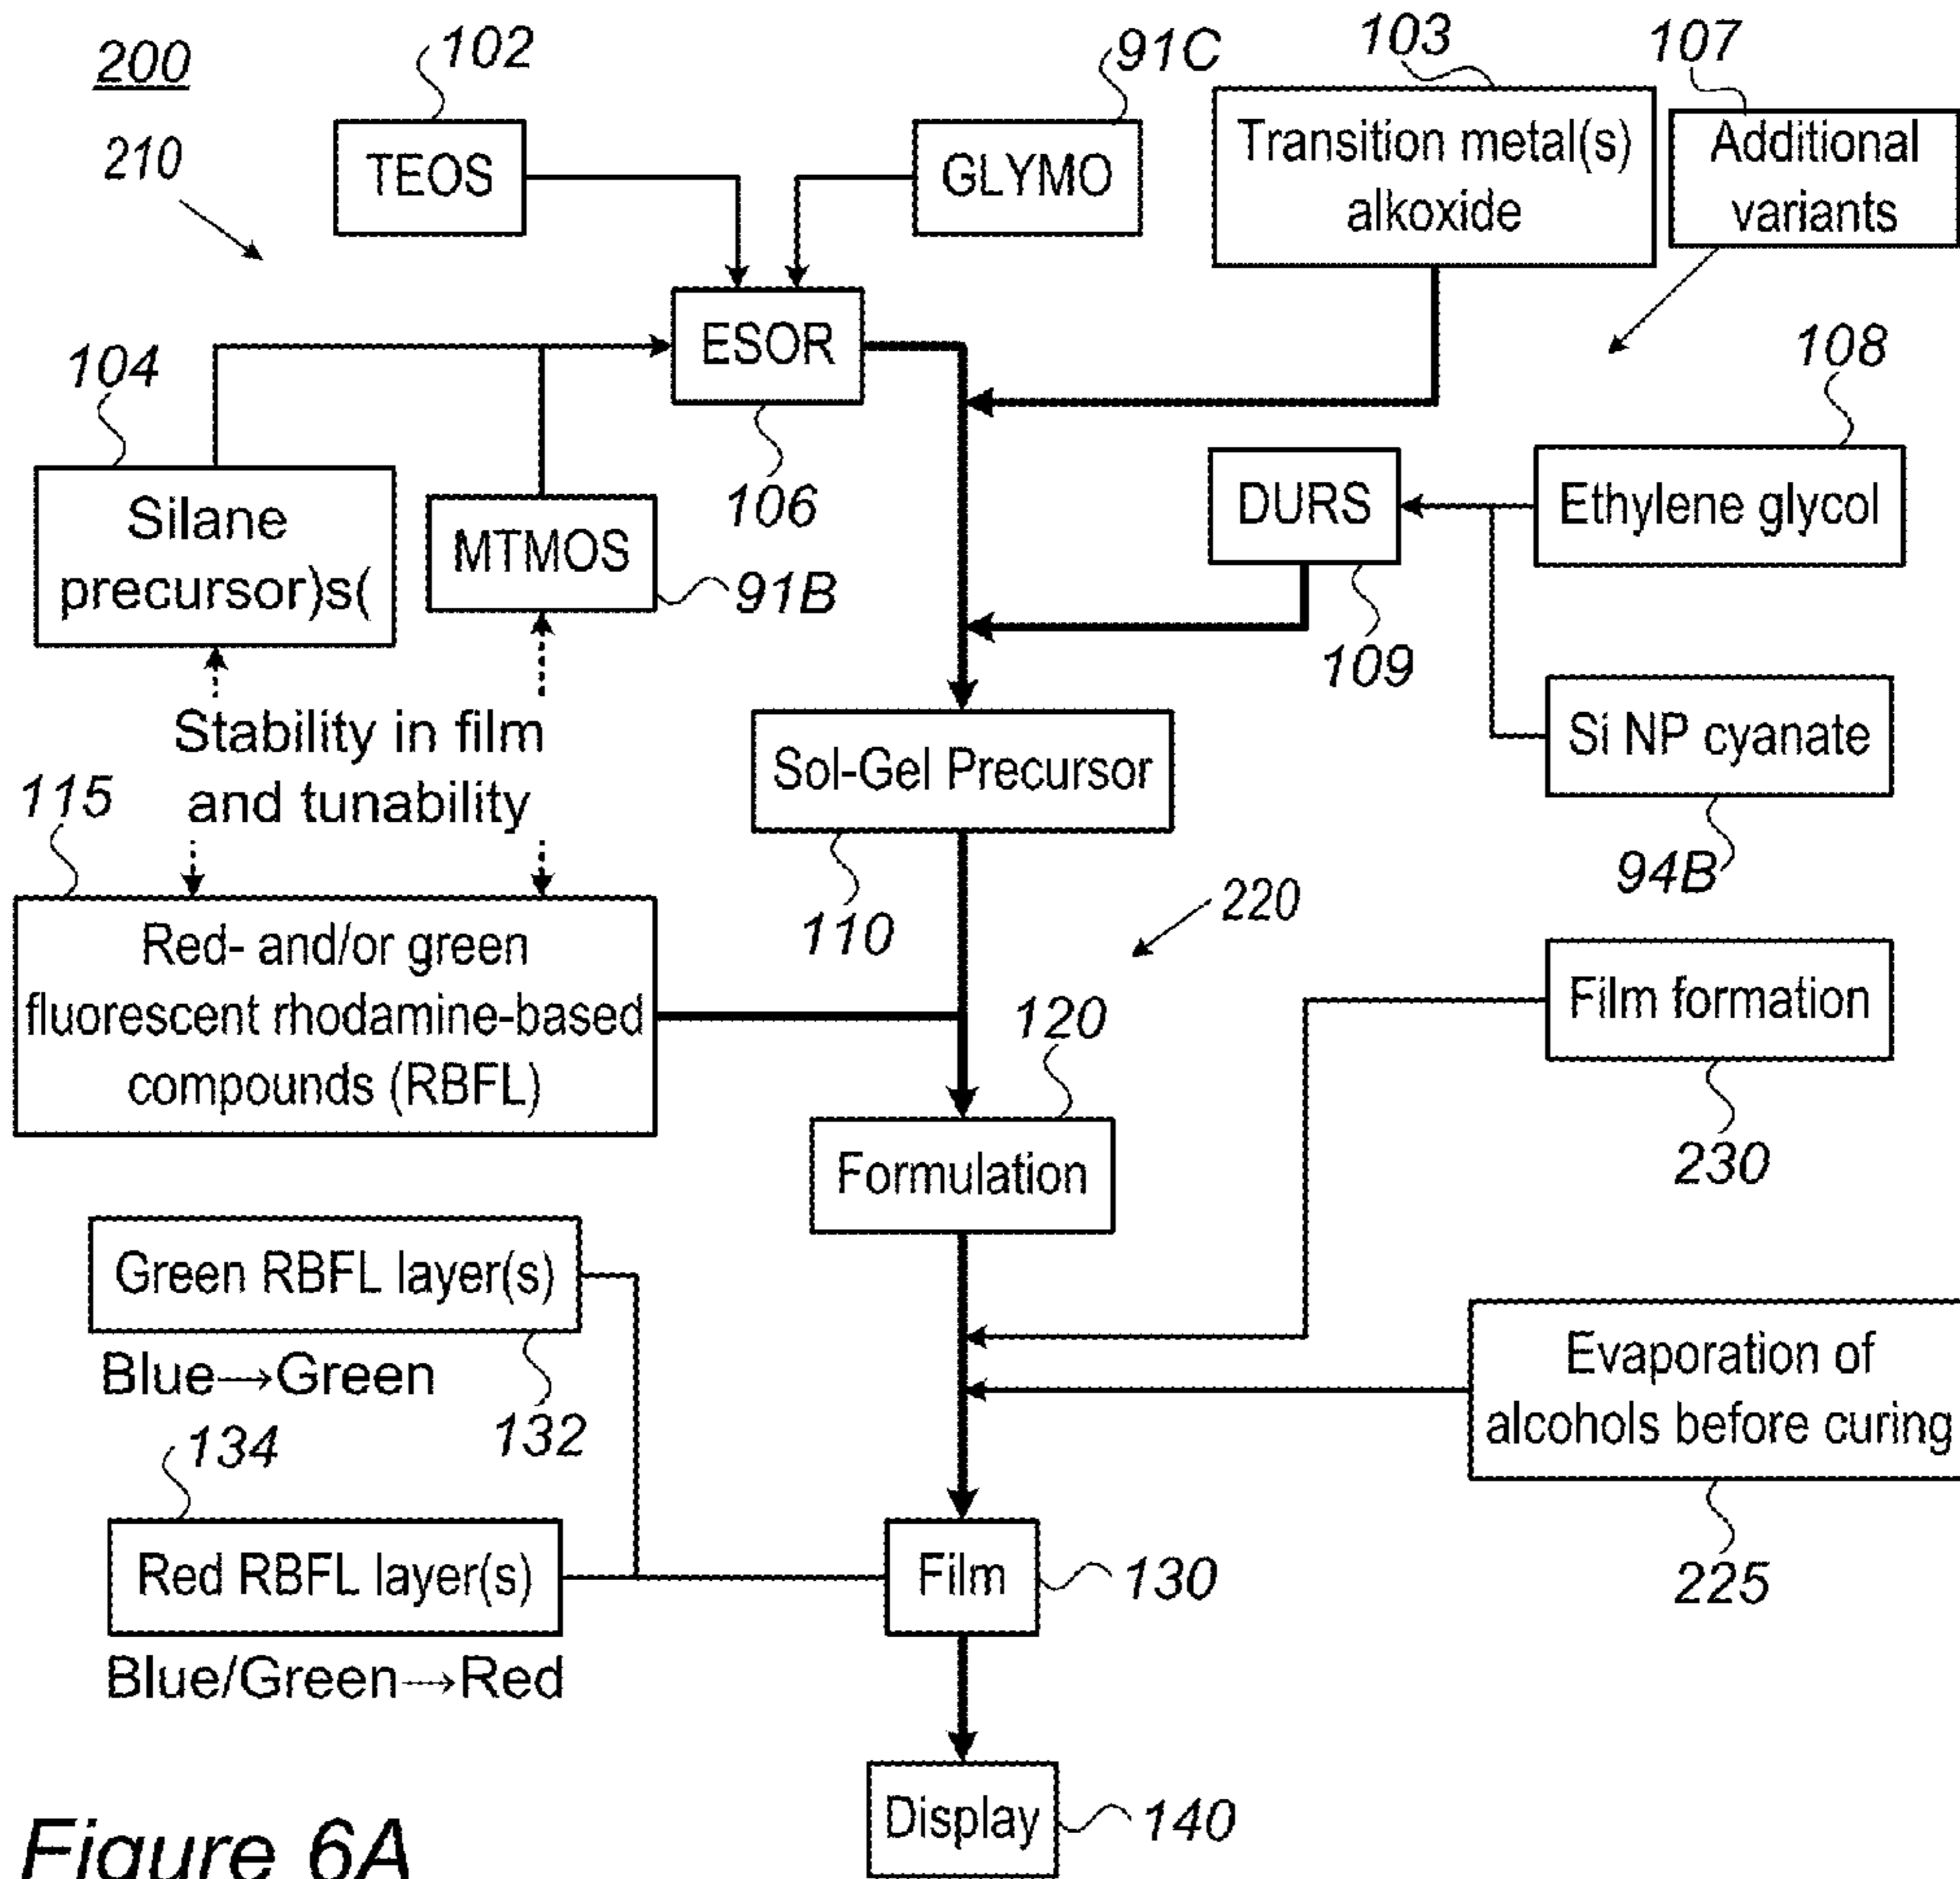 200
102
91C
103
107
210
TEOS
GLYMO
Transition metal(s)
alkoxide
Additional
variants
104
ESOR
108
106
Silane
precursor)s(
MTMOS
91B
DURS
Ethylene glycol
109
Stability in film
and tunability
Sol-Gel Precursor
Si NP cyanate
94B
115
110
220
Red- and/or green
fluorescent rhodamine-based
compounds (RBFL)
Film formation
230
120
Formulation
Green RBFL layer(s)
Blue→Green
132
Evaporation of
alcohols before curing
225
134
Red RBFL layer(s)
Blue/Green→Red
Film
130
Display
140
Figure 6A